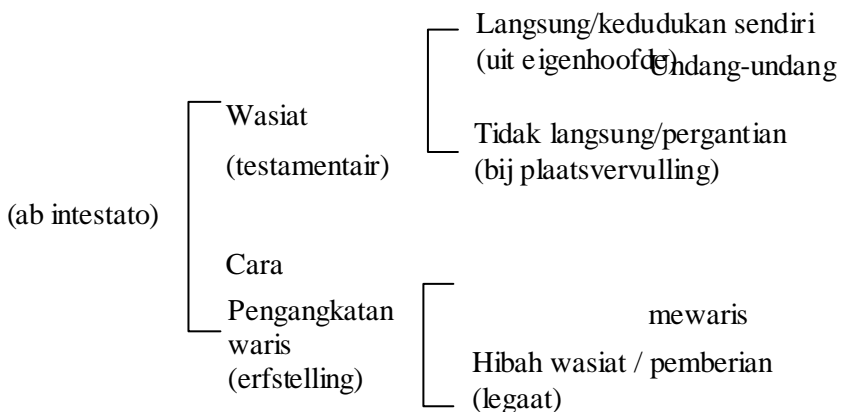 Langsung/kedudukan sendiri
(uit eigenhoofde)
Undang-undang
Wasiat
(testamentair)
Tidak langsung/pergantian
(bij plaatsvervulling)
(ab intestato)
Cara
Pengangkatan
waris
(erfstelling)
mewaris
Hibah wasiat / pemberian
(legaat)